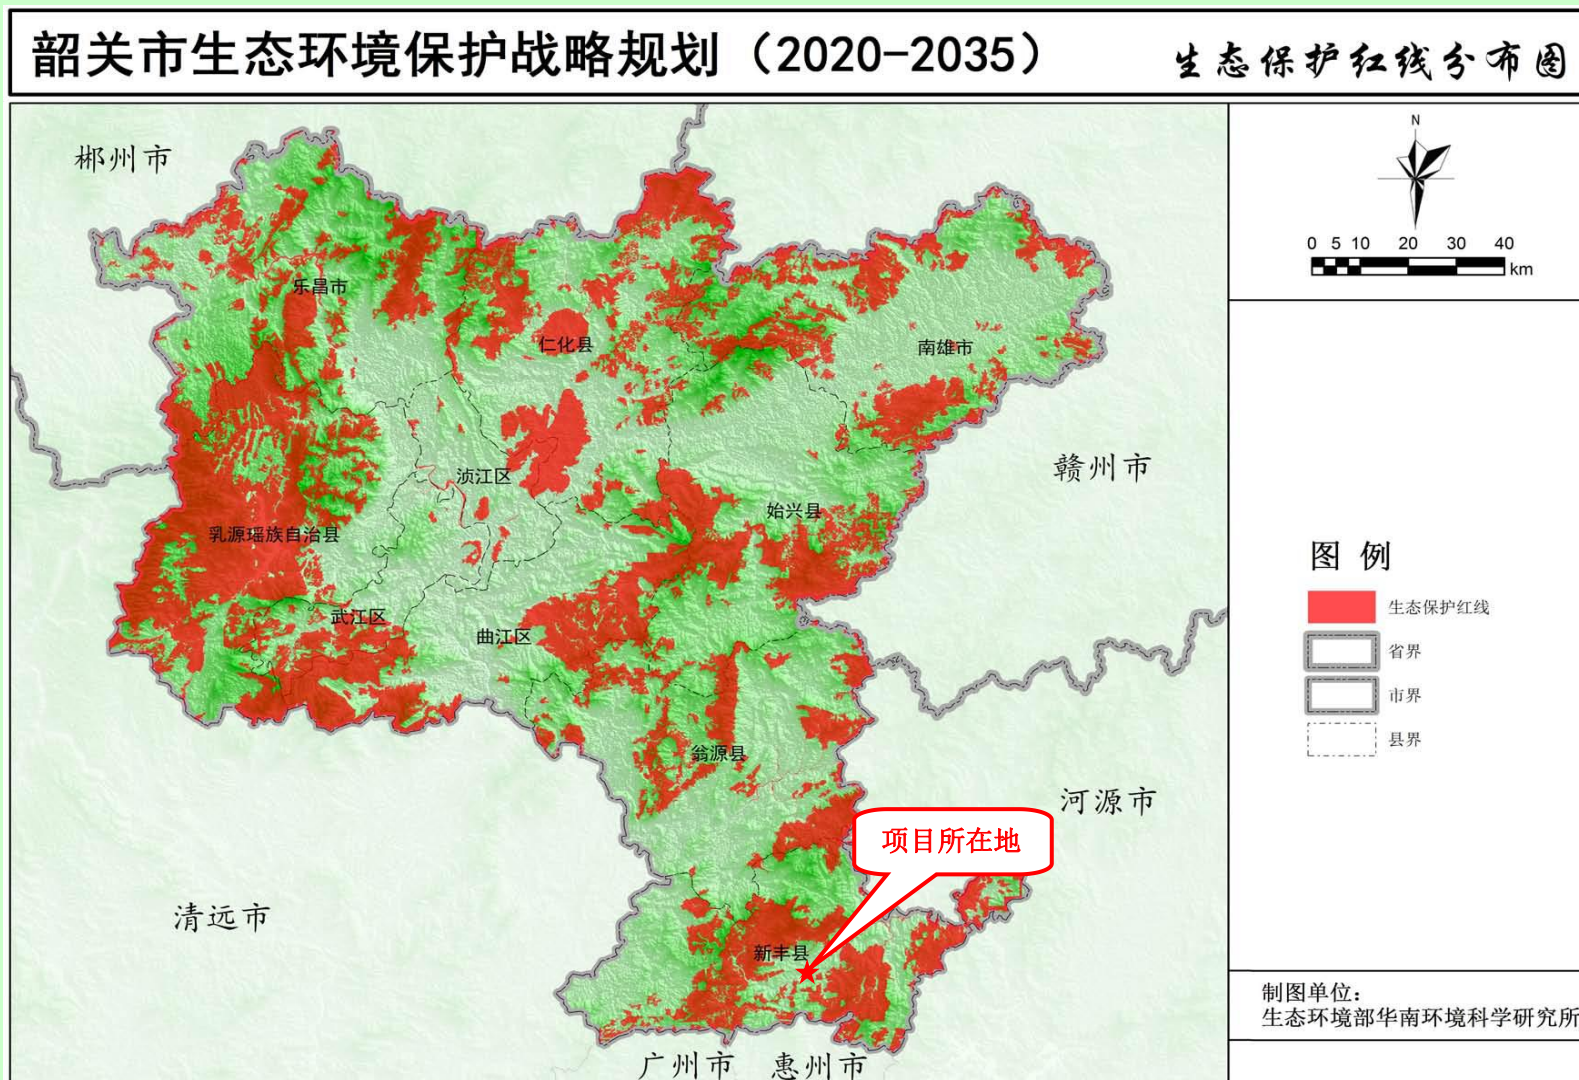 韶关市生态环境保护战略规划（2020-2035）
生态保护红线分布图
郴州市
N
0 5 10 20 30 40
km
乐昌市
仁化县
南雄市
赣州市
浈江区
始兴县
乳源瑶族自治县
武江区
曲江区
图 例
生态保护红线
省界
市界
县界
翁源县
河源市
项目所在地
清远市
新丰县
制图单位：
生态环境部华南环境科学研究所
广州市
惠州市